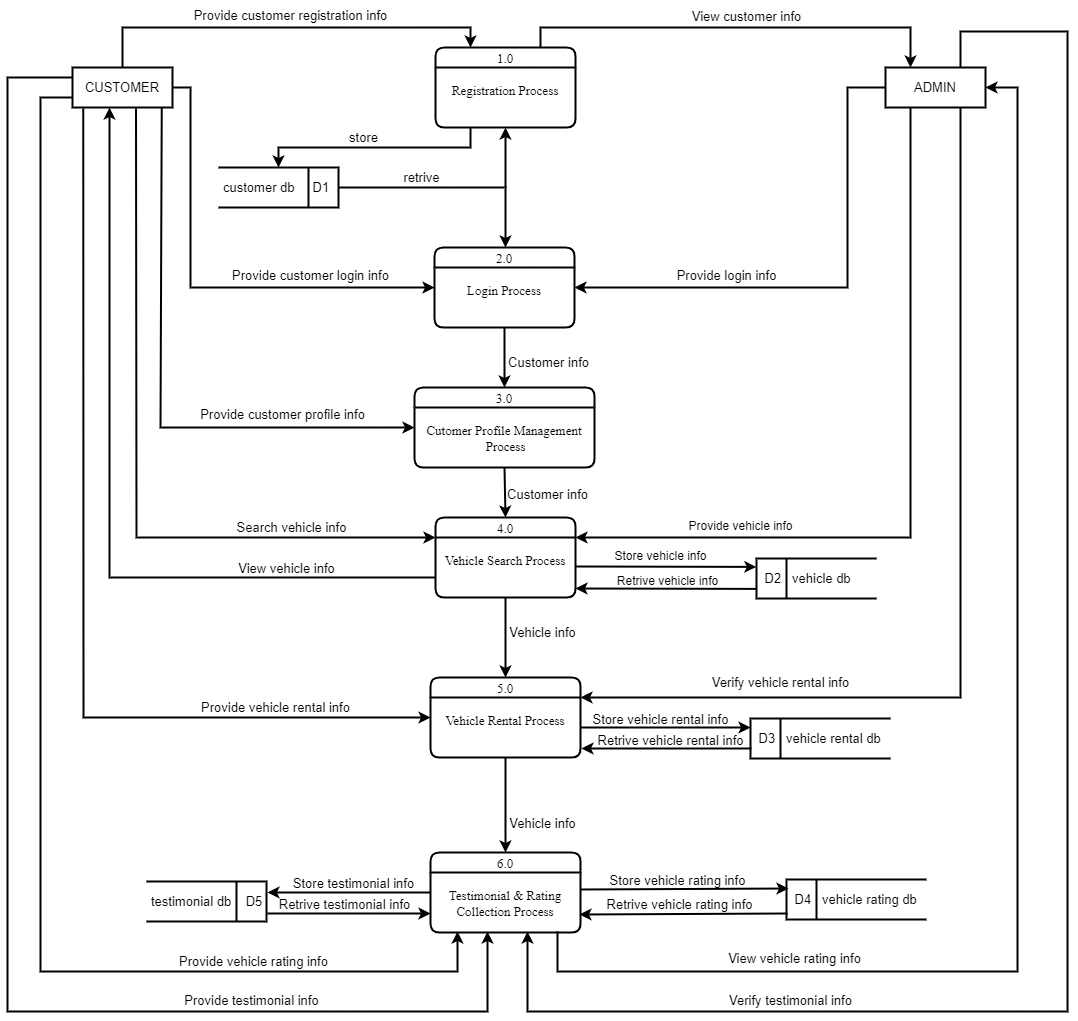 Provide customer registration info
View customer info
CUSTOMER
1.0
Registration Process
ADMIN
store
customer db
D1
retrive
2.0
Login Process
Provide customer login info
Provide login info
Customer info
3.0
Cutomer Profile Management
Process
Provide customer profile info
Customer info
4.0
Vehicle Search Process
Search vehicle info
Provide vehicle info
View vehicle info
Store vehicle info
Retrive vehicle info
D2
vehicle db
Vehicle info
5.0
Vehicle Rental Process
Verify vehicle rental info
Provide vehicle rental info
Store vehicle rental info
Retrive vehicle rental info
D3
vehicle rental db
Vehicle info
6.0
Testimonial & Rating
Collection Process
testimonial db
D5
Store testimonial info
Retrive testimonial info
Store vehicle rating info
Retrive vehicle rating info
D4
vehicle rating db
Provide vehicle rating info
View vehicle rating info
Provide testimonial info
Verify testimonial info